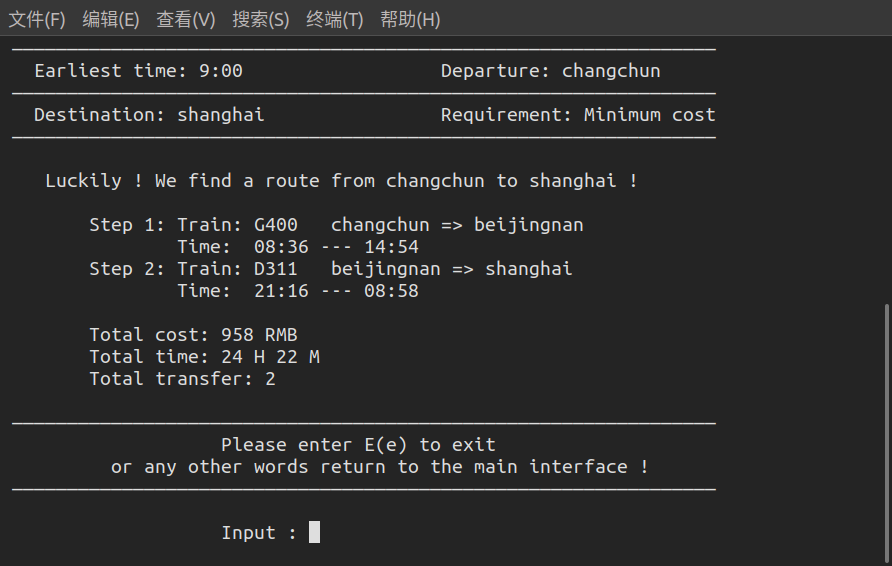 文件(F) 编辑(E) 查看(V) 搜索(S) 终端(T) 帮助(H)
Earliest time: 9:00 Departure: changchun
Destination: shanghai Requirement: Minimum cost
Luckily ! We find a route from changchun to shanghai !
Step 1: Train: G400 changchun => beijingnan
Time: 08:36 --- 14:54
Step 2: Train: D311 beijingnan => shanghai
Time: 21:16 --- 08:58
Total cost: 958 RMB
Total time: 24 H 22 M
Total transfer: 2
Please enter E(e) to exit
or any other words return to the main interface !
Input :